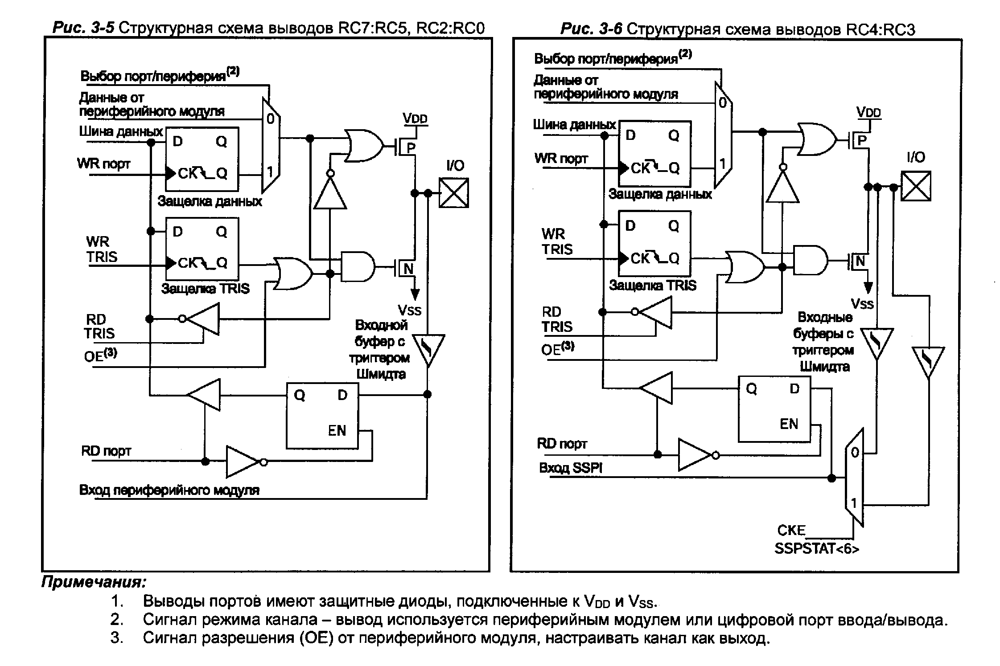 Рис. 3-5 Структурная схема выводов RC7:RC5, RC2:RC0
Выбор порт/периферия(2)
Данные от
периферийного модуля
0
Шина данных
D Q
WR порт
CK Q
1
Защелка данных
VDD
P
I/O
D Q
WR
TRIS
CK Q
Защелка TRIS
N
VSS
RD
TRIS
OE(3)
Входной
буфер с
триггером
Шмидта
Q D
EN
RD порт
Вход периферийного модуля
Рис. 3-6 Структурная схема выводов RC4:RC3
Выбор порт/периферия(2)
Данные от
периферийного модуля
0
Шина данных
D Q
WR порт
CK Q
1
Защелка данных
VDD
P
I/O
D Q
WR
TRIS
CK Q
Защелка TRIS
N
VSS
RD
TRIS
OE(3)
Входные
буферы с
триггером
Шмидта
Q D
EN
RD порт
Вход SSPI
0
1
CKE
SSPSTAT<6>
Примечания:
1. Выводы портов имеют защитные диоды, подключенные к VDD и VSS.
2. Сигнал режима канала – вывод используется периферийным модулем или цифровой порт ввода/вывода.
3. Сигнал разрешения (OE) от периферийного модуля, настраивать канал как выход.